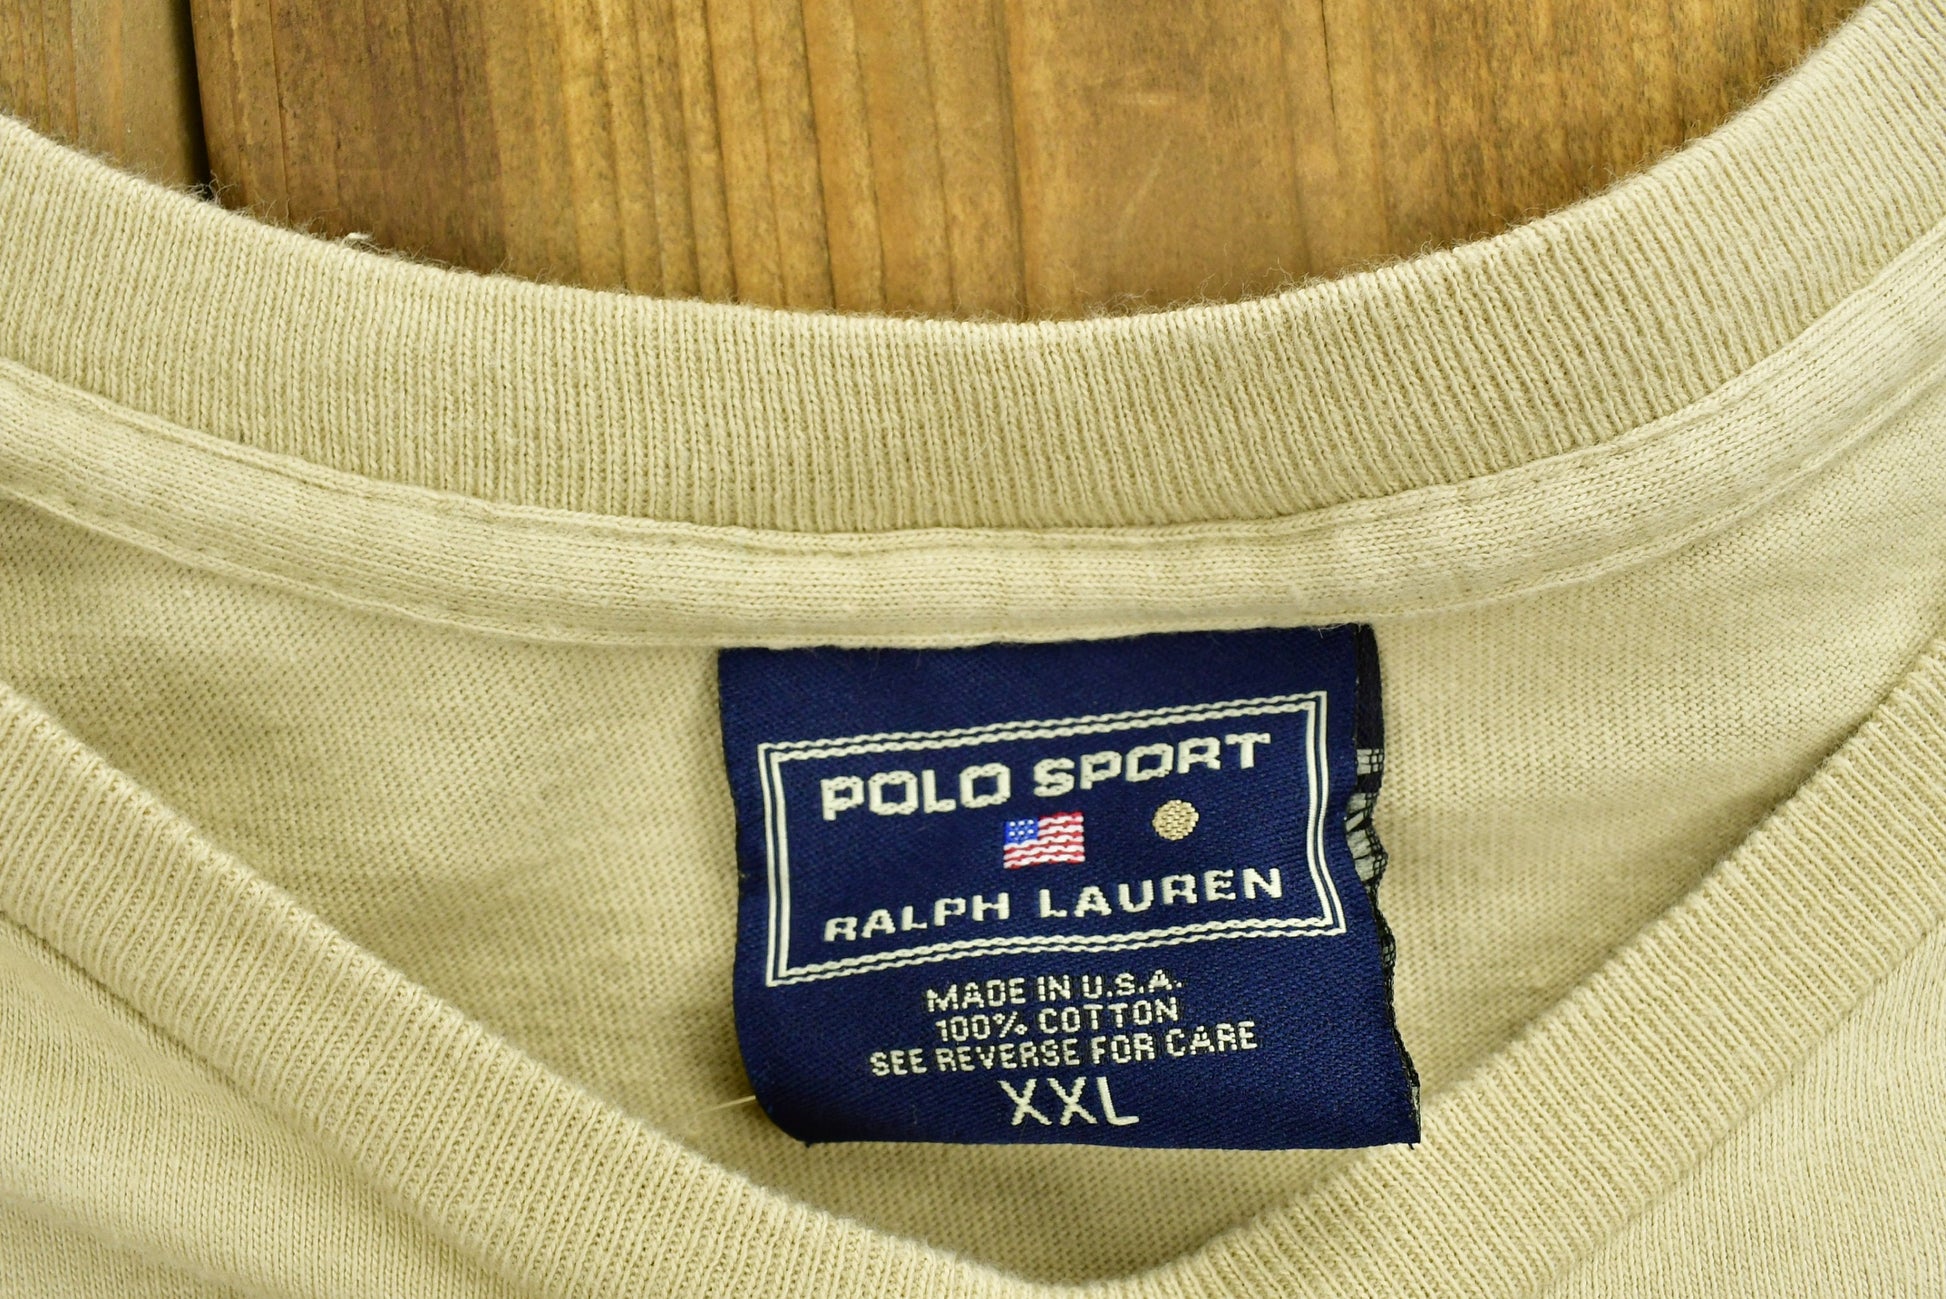 POLO SPORT
RALPH LAUREN
MADE IN U.S.A.
100% COTTON
SEE REVERSE FOR CARE
XXL